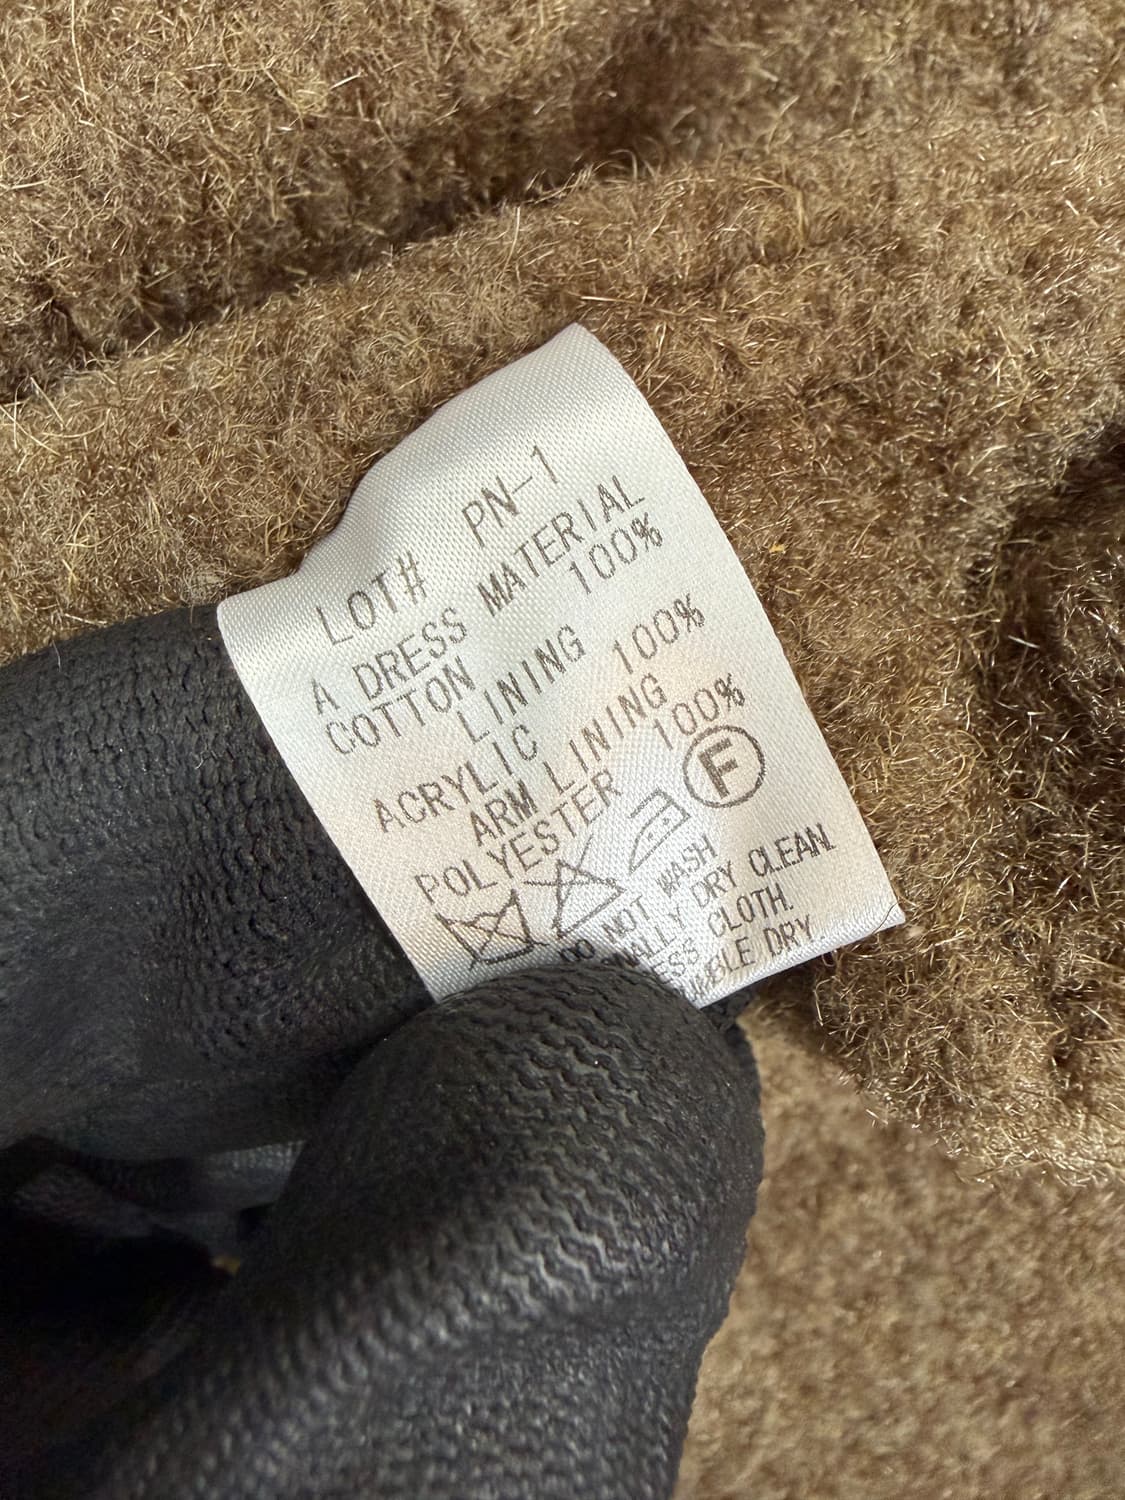 LOT# PN-1
A DRESS MATERIAL
COTTON 100%
LINING
ACRYLIC 100%
ARM LINING
POLYESTER 100%
F
DO NOT WASH
DRY CLEAN.
CLOTH.
DRY